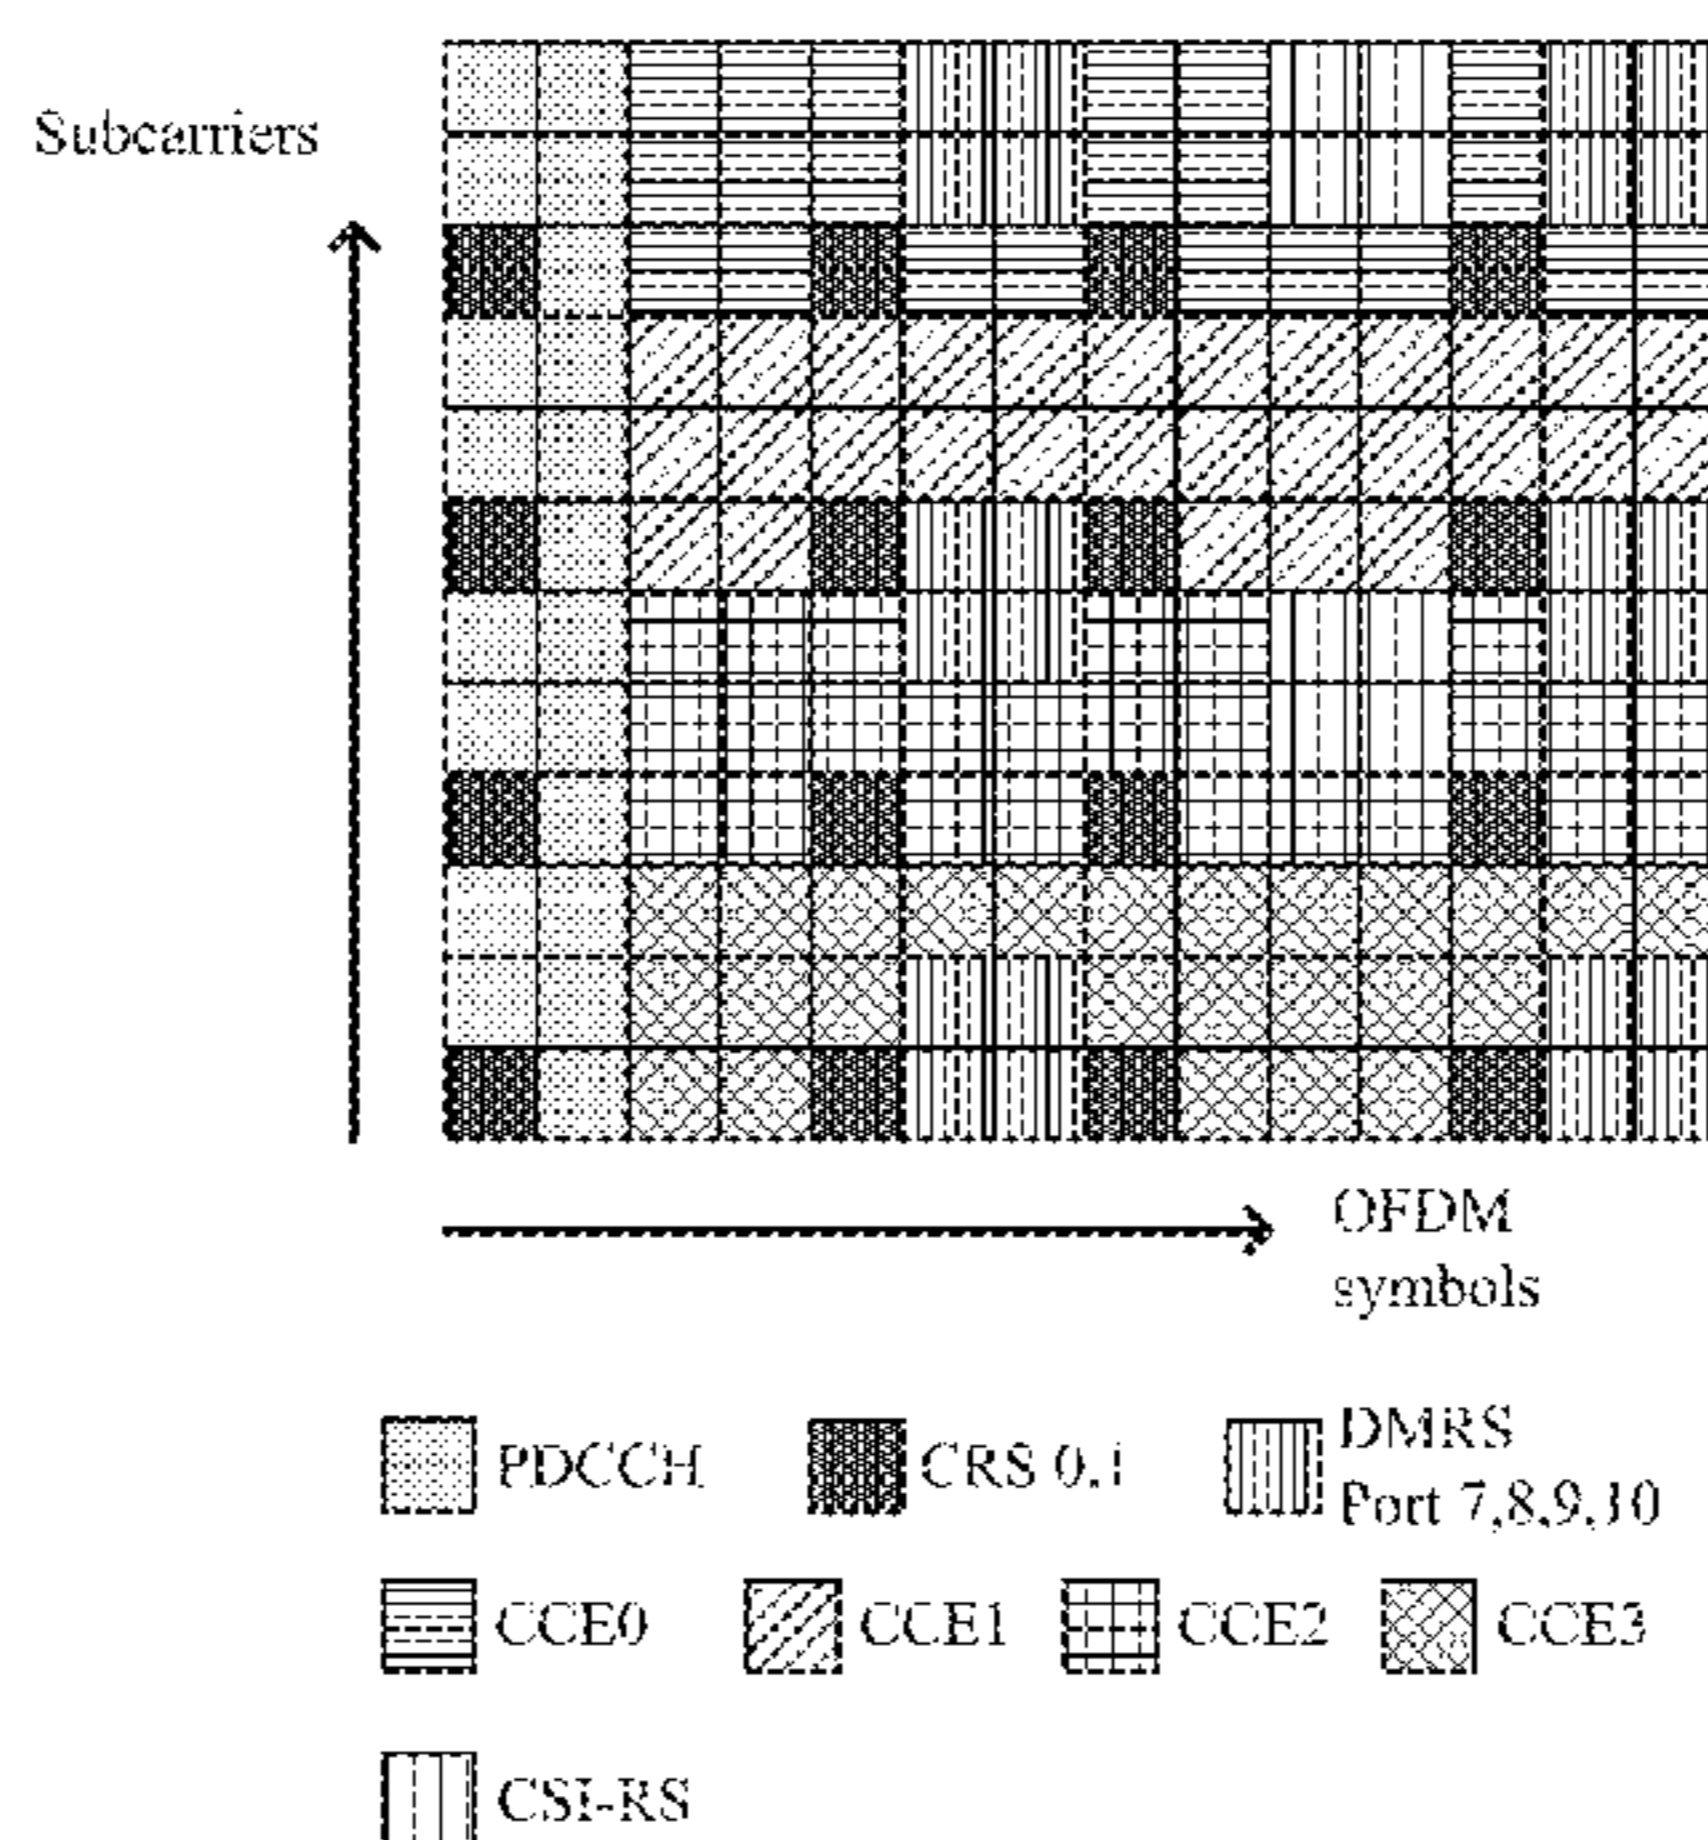 Subcarriers
OFDM
symbols
PDCCH
CRS 0,1
DMRS
Port 7,8,9,10
CCE0
CCE1
CCE2
CCE3
CSI-RS